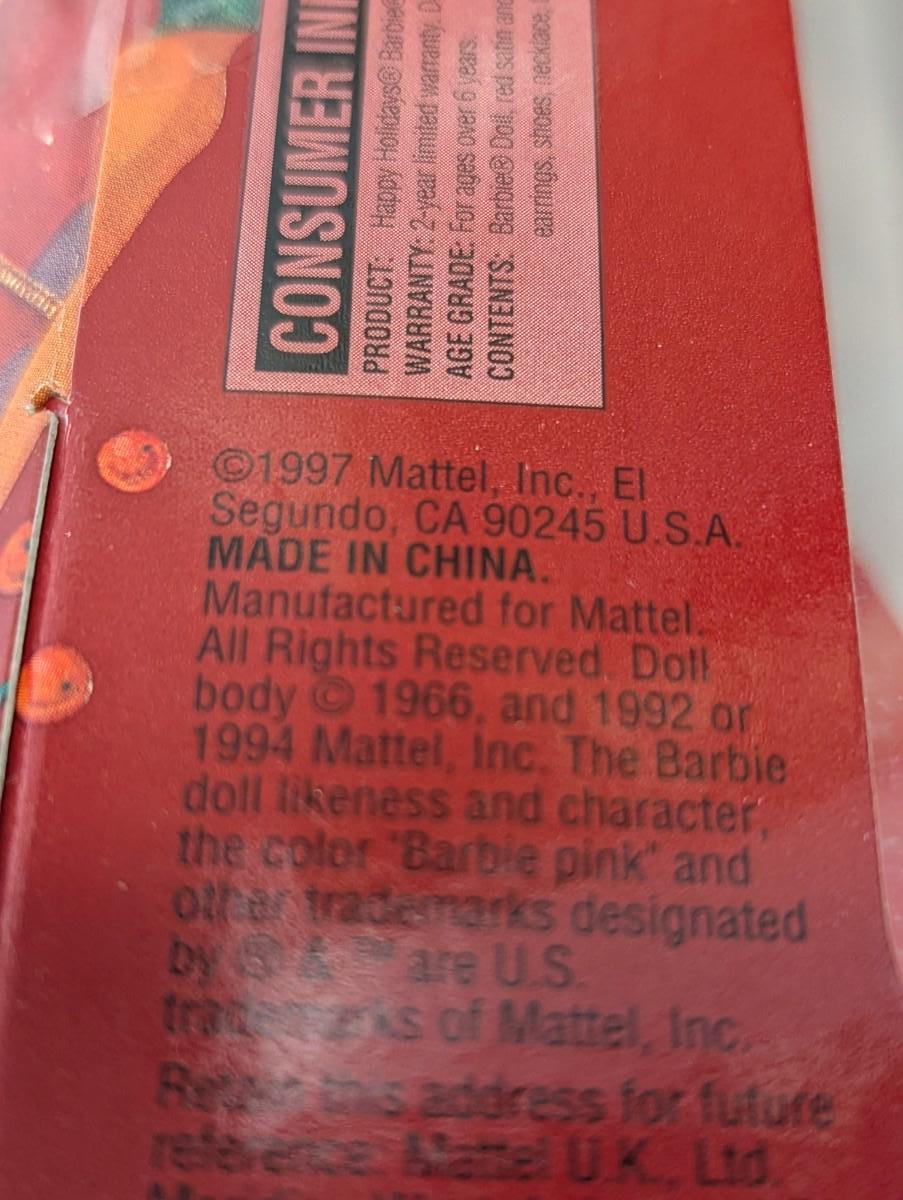 CONSUMER IN
PRODUCT: Happy Holidays® Barbie®
WARRANTY: 2-year limited warranty.
AGE GRADE: For ages over 6 years.
CONTENTS: Barbie® Doll, red satin and
earrings, shoes, necklace,
©1997 Mattel, Inc., El
Segundo, CA 90245 U.S.A.
MADE IN CHINA.
Manufactured for Mattel.
All Rights Reserved. Doll
body © 1966, and 1992 or
1994 Mattel, Inc. The Barbie
doll likeness and character,
the color "Barbie pink" and
other trademarks designated
by ® & ™ are U.S.
trademarks of Mattel, Inc.
Retain this address for future
reference: Mattel U.K., Ltd.